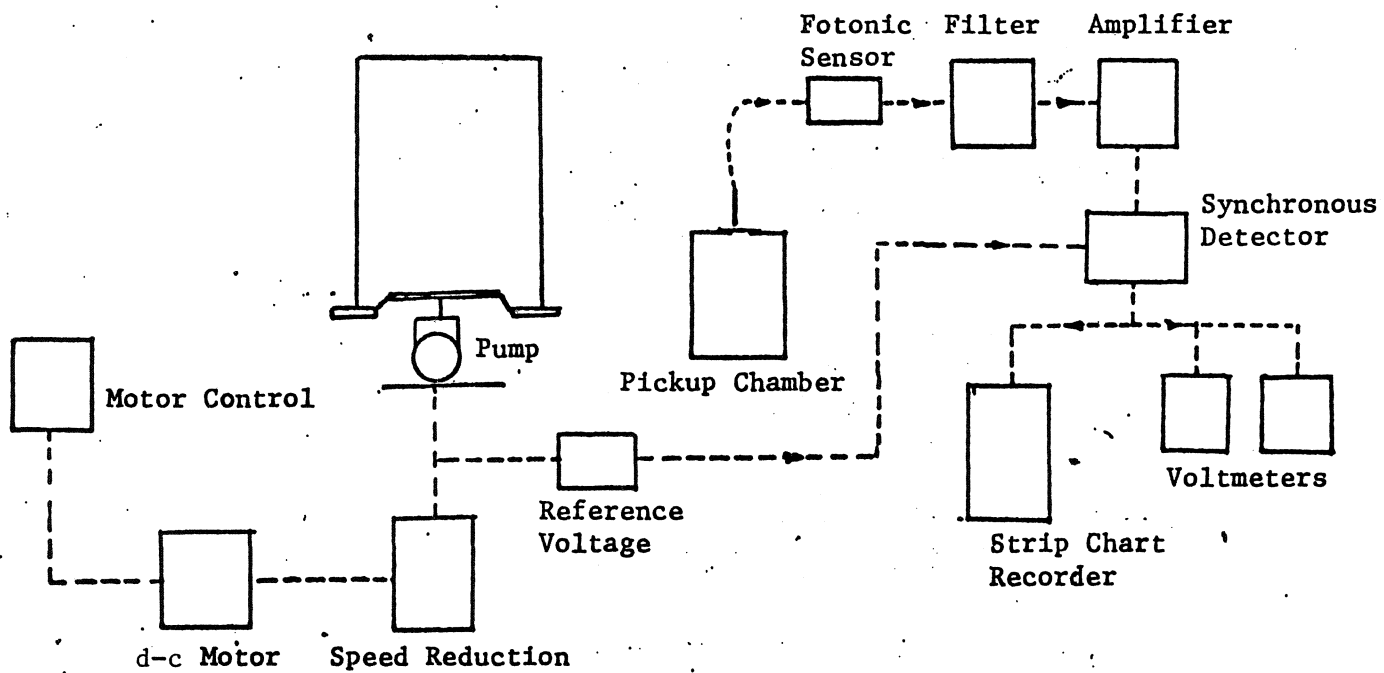 Fotonic Sensor
Filter
Amplifier
Synchronous
Detector
Pump
Motor Control
Pickup Chamber
Reference
Voltage
Voltmeters
Strip Chart
Recorder
d-c Motor
Speed Reduction